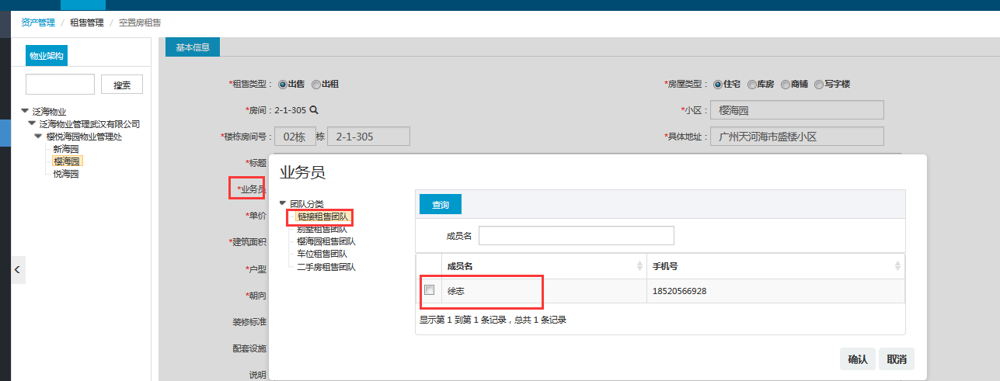 资产管理 / 租售管理 / 空置房租售
物业架构
搜索
泛海物业
泛海物业管理武汉有限公司
樱悦海园物业管理处
新海园
樱海园
悦海园
基本信息
*租售类型： 出售 出租
*房屋类型： 住宅 库房 商铺 写字楼
*房间：2-1-305
*小区： 樱海园
*楼栋房间号： 02栋 栋 2-1-305
*具体地址： 广州天河海市盛楼小区
*标题
*业务员
*单价
*建筑面积
*户型
*朝向
装修标准
配套设施
说明
业务员
团队分类
链接租售团队
别墅租售团队
樱海园租售团队
车位租售团队
二手房租售团队
查询
成员名
成员名 手机号
徐志 18520566928
显示第 1 到第 1 条记录，总共 1 条记录
确认 取消